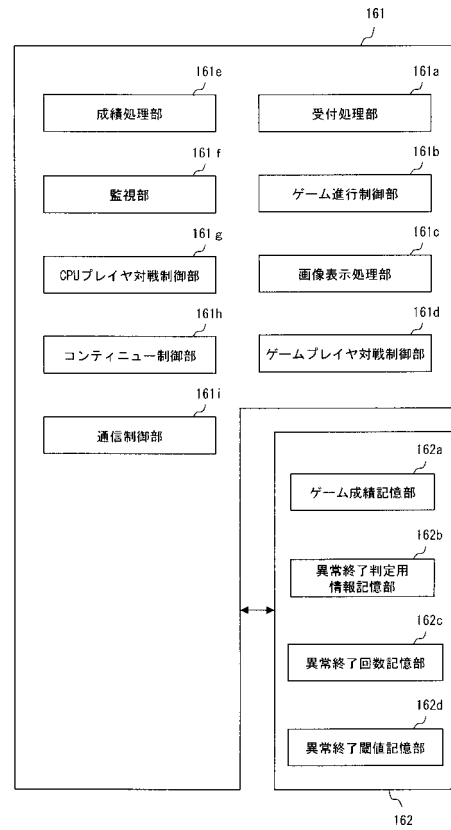 161
161e
成績処理部
161a
受付処理部
161f
監視部
161b
ゲーム進行制御部
161g
CPUプレイヤ対戦制御部
161c
画像表示処理部
161h
コンティニュー制御部
161d
ゲームプレイヤ対戦制御部
161i
通信制御部
162a
ゲーム成績記憶部
162b
異常終了判定用
情報記憶部
162c
異常終了回数記憶部
162d
異常終了閾値記憶部
162